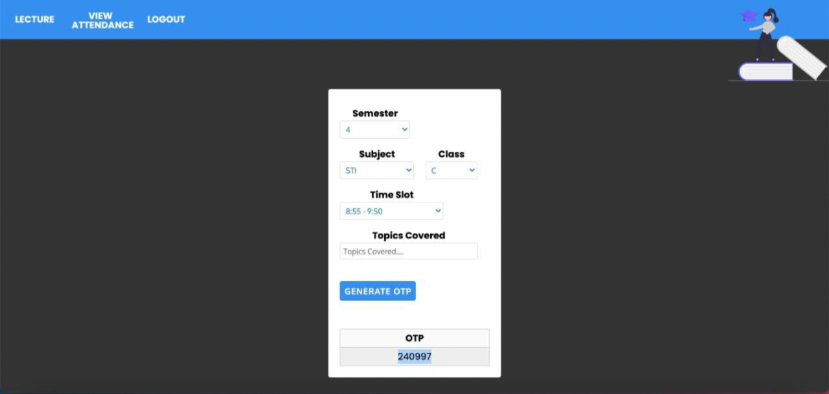 LECTURE
VIEW
ATTENDANCE
LOGOUT
Semester
4
Subject Class
STI C
Time Slot
8:55 - 9:50
Topics Covered
Topics Covered....
GENERATE OTP
OTP
240997